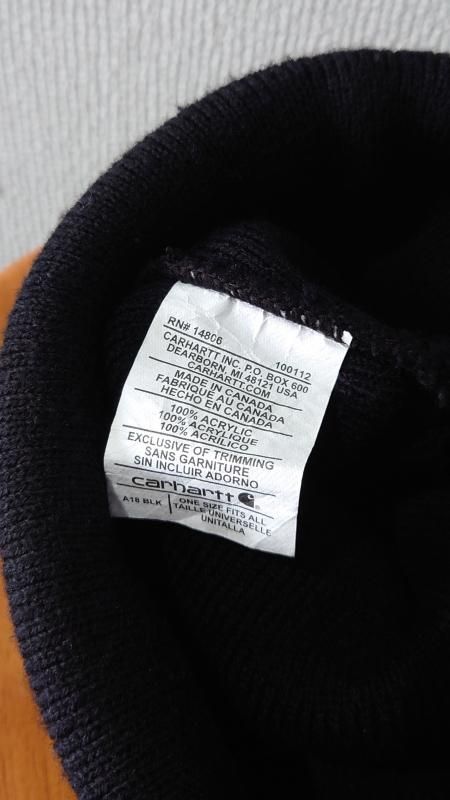 RN# 14806 100112
CARHARTT INC. P.O. BOX 600
DEARBORN, MI, 48121 USA
CARHARTT.COM
MADE IN CANADA
FABRIQUE AU CANADA
HECHO EN CANADA
100% ACRYLIC
100% ACRYLIQUE
100% ACRILICO
EXCLUSIVE OF TRIMMING
SANS GARNITURE
SIN INCLUIR ADORNO
carhartt
A18 BLK ONE SIZE FITS ALL
TAILLE UNIVERSELLE
UNITALLA